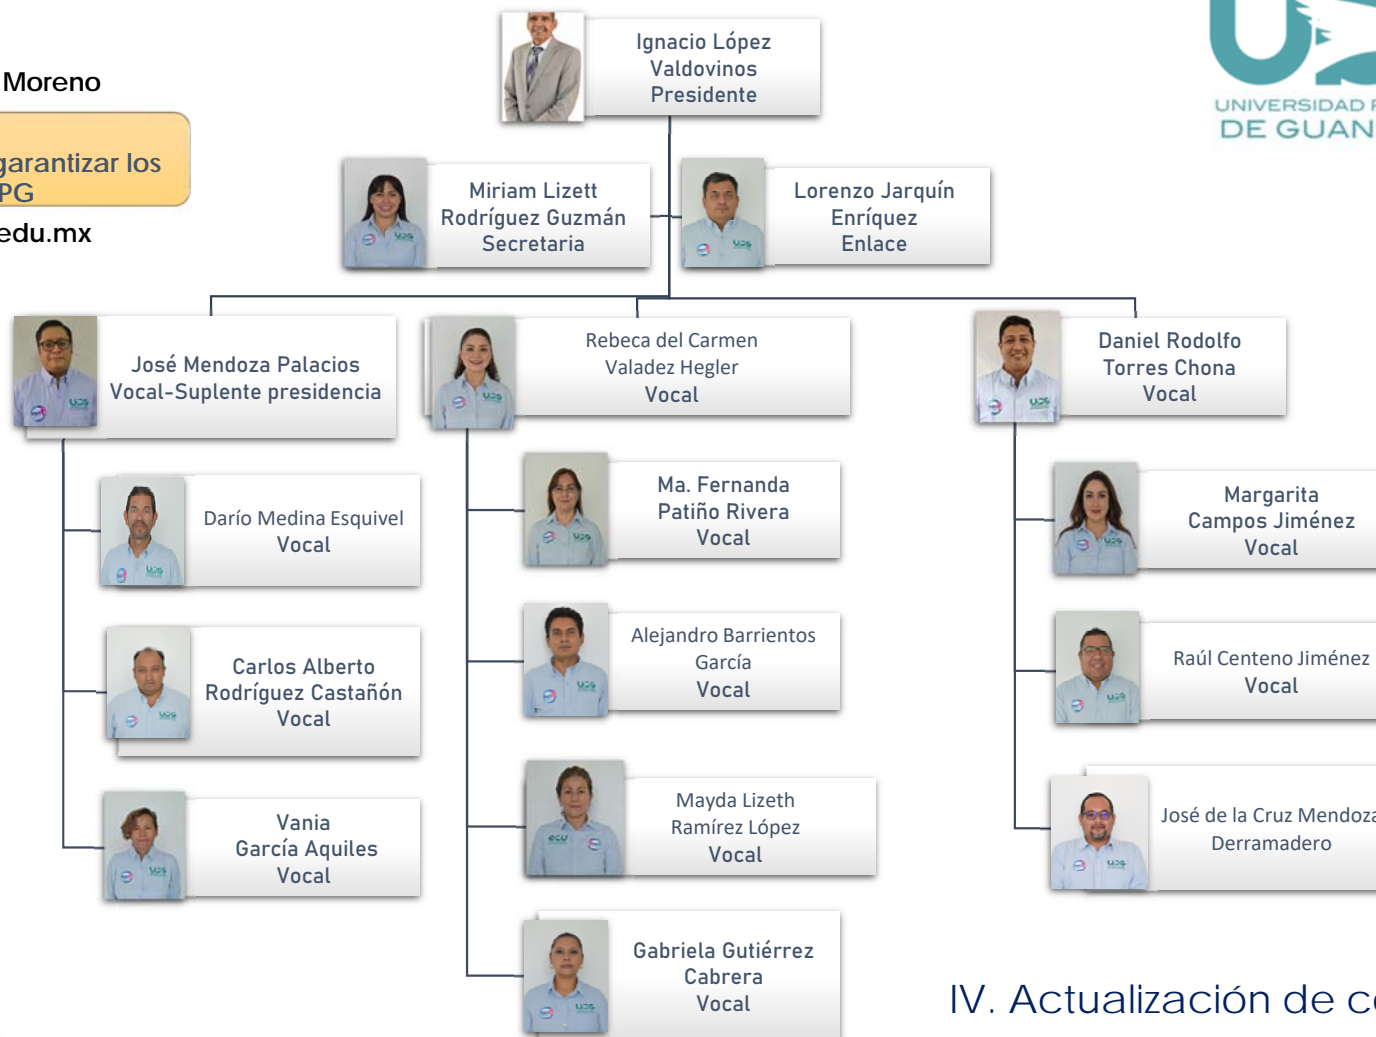 Ignacio López
Valdovinos
Presidente
UNIVERSIDAD
DE GUAN
Moreno
garantizar los
PG
edu.mx
Miriam Lizett
Rodríguez Guzmán
Secretaria
Lorenzo Jarquín
Enríquez
Enlace
José Mendoza Palacios
Vocal-Suplente presidencia
Rebeca del Carmen
Valadez Hegler
Vocal
Daniel Rodolfo
Torres Chona
Vocal
Darío Medina Esquivel
Vocal
Carlos Alberto
Rodríguez Castañón
Vocal
Vania
García Aquiles
Vocal
Ma. Fernanda
Patiño Rivera
Vocal
Alejandro Barrientos
García
Vocal
Mayda Lizeth
Ramírez López
Vocal
Gabriela Gutiérrez
Cabrera
Vocal
Margarita
Campos Jiménez
Vocal
Raúl Centeno Jiménez
Vocal
José de la Cruz Mendoza
Derramadero
IV. Actualización de